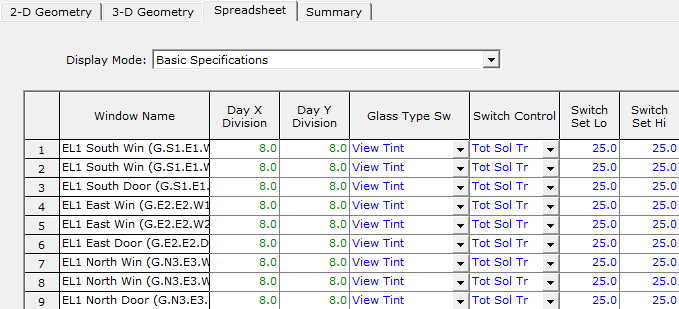 2-D Geometry 3-D Geometry Spreadsheet Summary
Display Mode: Basic Specifications
Window Name Day X Division Day Y Division Glass Type Sw Switch Control Switch Set Lo Switch Set Hi
1 EL1 South Win (G.S1.E1.W 8.0 8.0 View Tint Tot Sol Tr 25.0 25.0
2 EL1 South Win (G.S1.E1.W 8.0 8.0 View Tint Tot Sol Tr 25.0 25.0
3 EL1 South Door (G.S1.E1. 8.0 8.0 View Tint Tot Sol Tr 25.0 25.0
4 EL1 East Win (G.E2.E2.W1 8.0 8.0 View Tint Tot Sol Tr 25.0 25.0
5 EL1 East Win (G.E2.E2.W2 8.0 8.0 View Tint Tot Sol Tr 25.0 25.0
6 EL1 East Door (G.E2.E2.D 8.0 8.0 View Tint Tot Sol Tr 25.0 25.0
7 EL1 North Win (G.N3.E3.W 8.0 8.0 View Tint Tot Sol Tr 25.0 25.0
8 EL1 North Win (G.N3.E3.W 8.0 8.0 View Tint Tot Sol Tr 25.0 25.0
9 EL1 North Door (G.N3.E3. 8.0 8.0 View Tint Tot Sol Tr 25.0 25.0